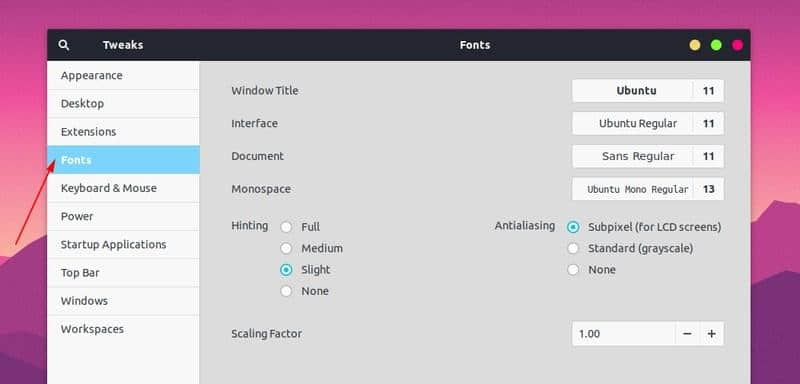 Tweaks Fonts
Appearance
Desktop
Extensions
Fonts
Keyboard & Mouse
Power
Startup Applications
Top Bar
Windows
Workspaces
Window Title Ubuntu 11
Interface Ubuntu Regular 11
Document Sans Regular 11
Monospace Ubuntu Mono Regular 13
Hinting Full
Medium
Slight
None
Antialiasing Subpixel (for LCD screens)
Standard (grayscale)
None
Scaling Factor 1.00 − +